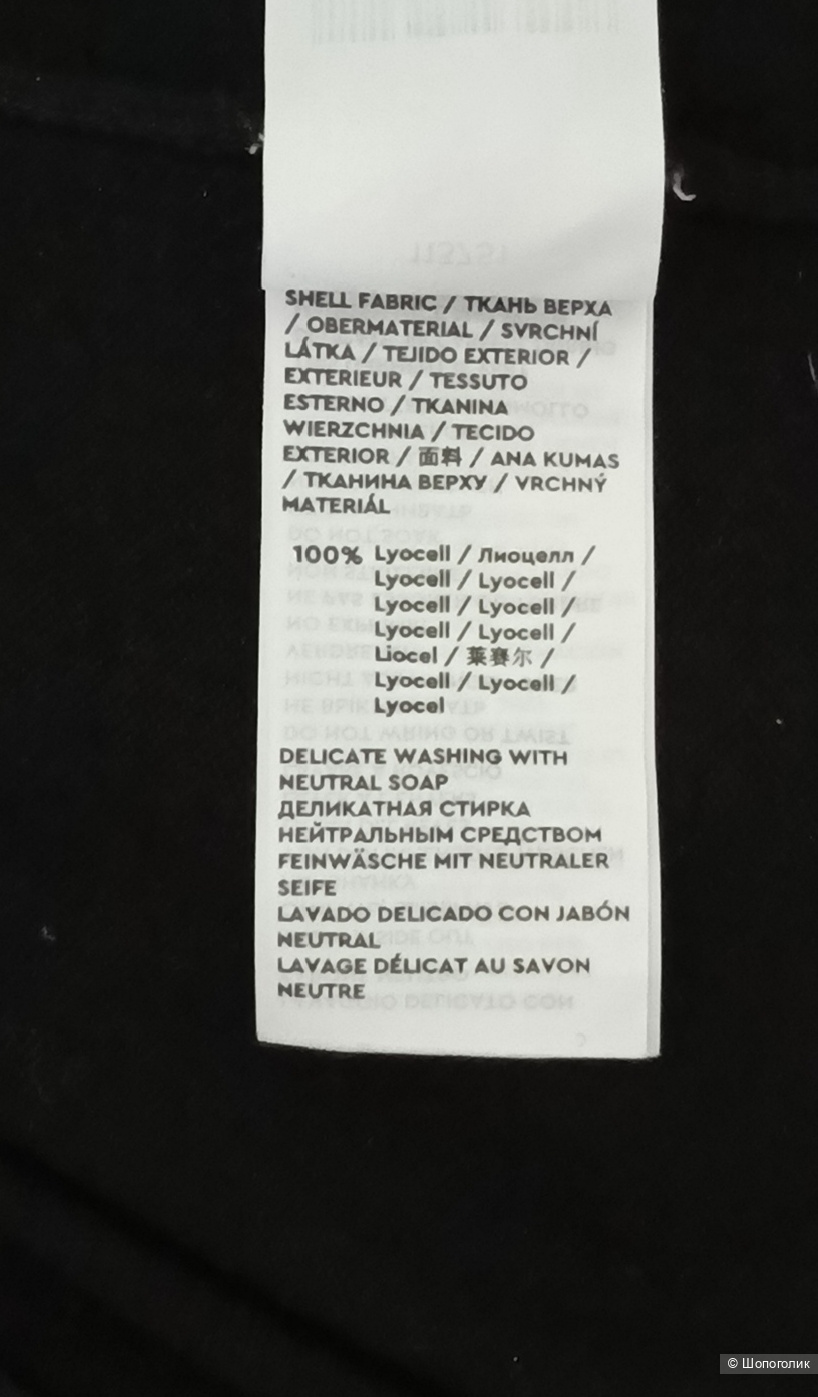 SHELL FABRIC / ТКАНЬ ВЕРХА
/ OBERMATERIAL / SVRCHNÍ
LÁTKA / TEJIDO EXTERIOR /
EXTERIEUR / TESSUTO
ESTERNO / TKANINA
WIERZCHNIA / TECIDO
EXTERIOR / 面料 / ANA KUMAS
/ ТКАНИНА ВЕРХУ / VRCHNÝ
MATERIÁL
100% Lyocell / Лиоцелл /
Lyocell / Lyocell /
Lyocell / Lyocell /
Lyocell / Lyocell /
Liocel / 莱赛尔 /
Lyocell / Lyocell /
Lyocel
DELICATE WASHING WITH
NEUTRAL SOAP
ДЕЛИКАТНАЯ СТИРКА
НЕЙТРАЛЬНЫМ СРЕДСТВОМ
FEINWÄSCHE MIT NEUTRALER
SEIFE
LAVADO DELICADO CON JABÓN
NEUTRAL
LAVAGE DÉLICAT AU SAVON
NEUTRE
© Шопоголик